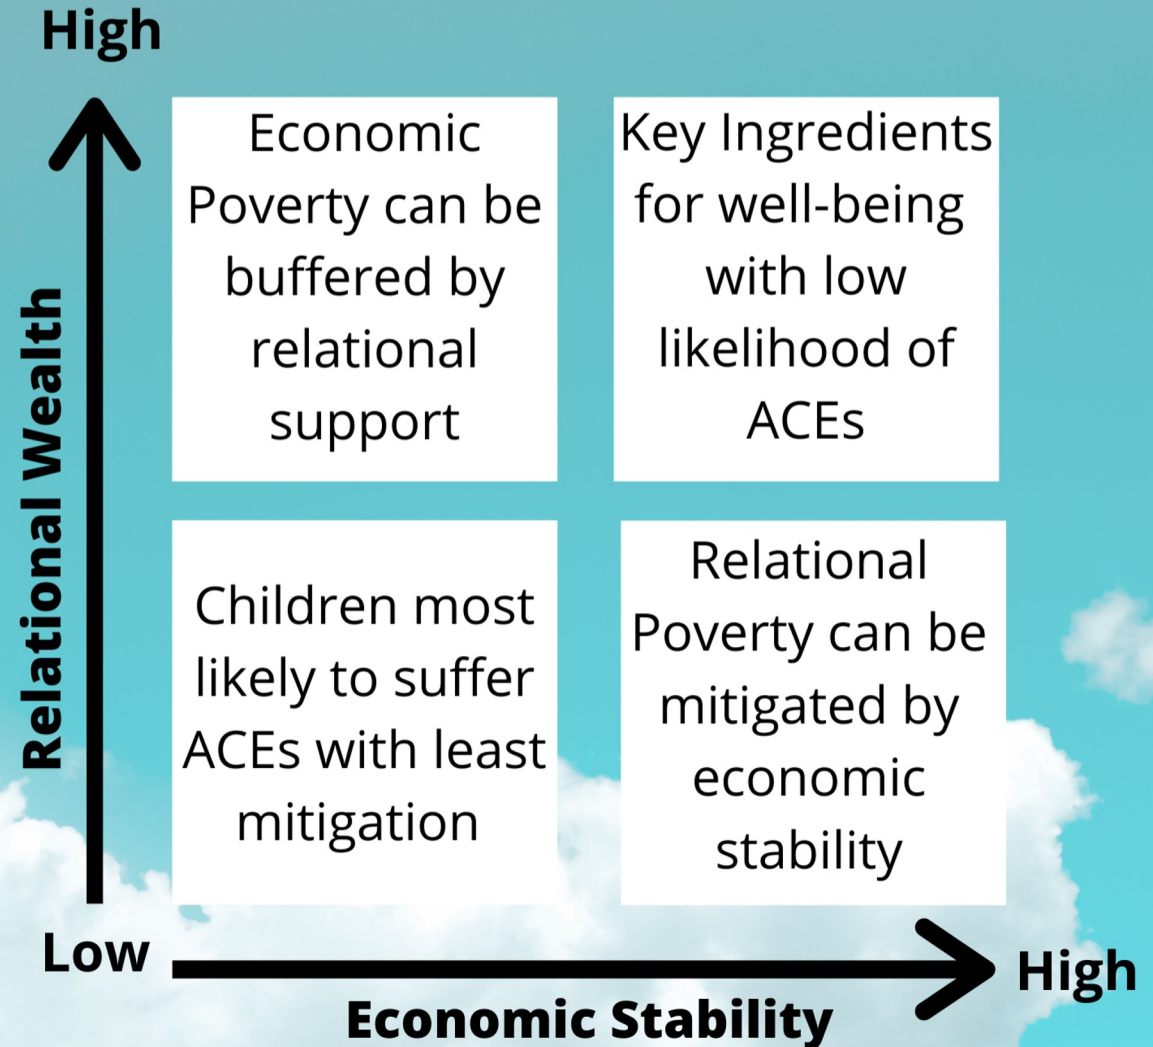 High
Economic
Poverty can be
buffered by
relational
support
Key Ingredients
for well-being
with low
likelihood of
ACEs
Relational Wealth
Children most
likely to suffer
ACEs with least
mitigation
Relational
Poverty can be
mitigated by
economic
stability
Low
High
Economic Stability